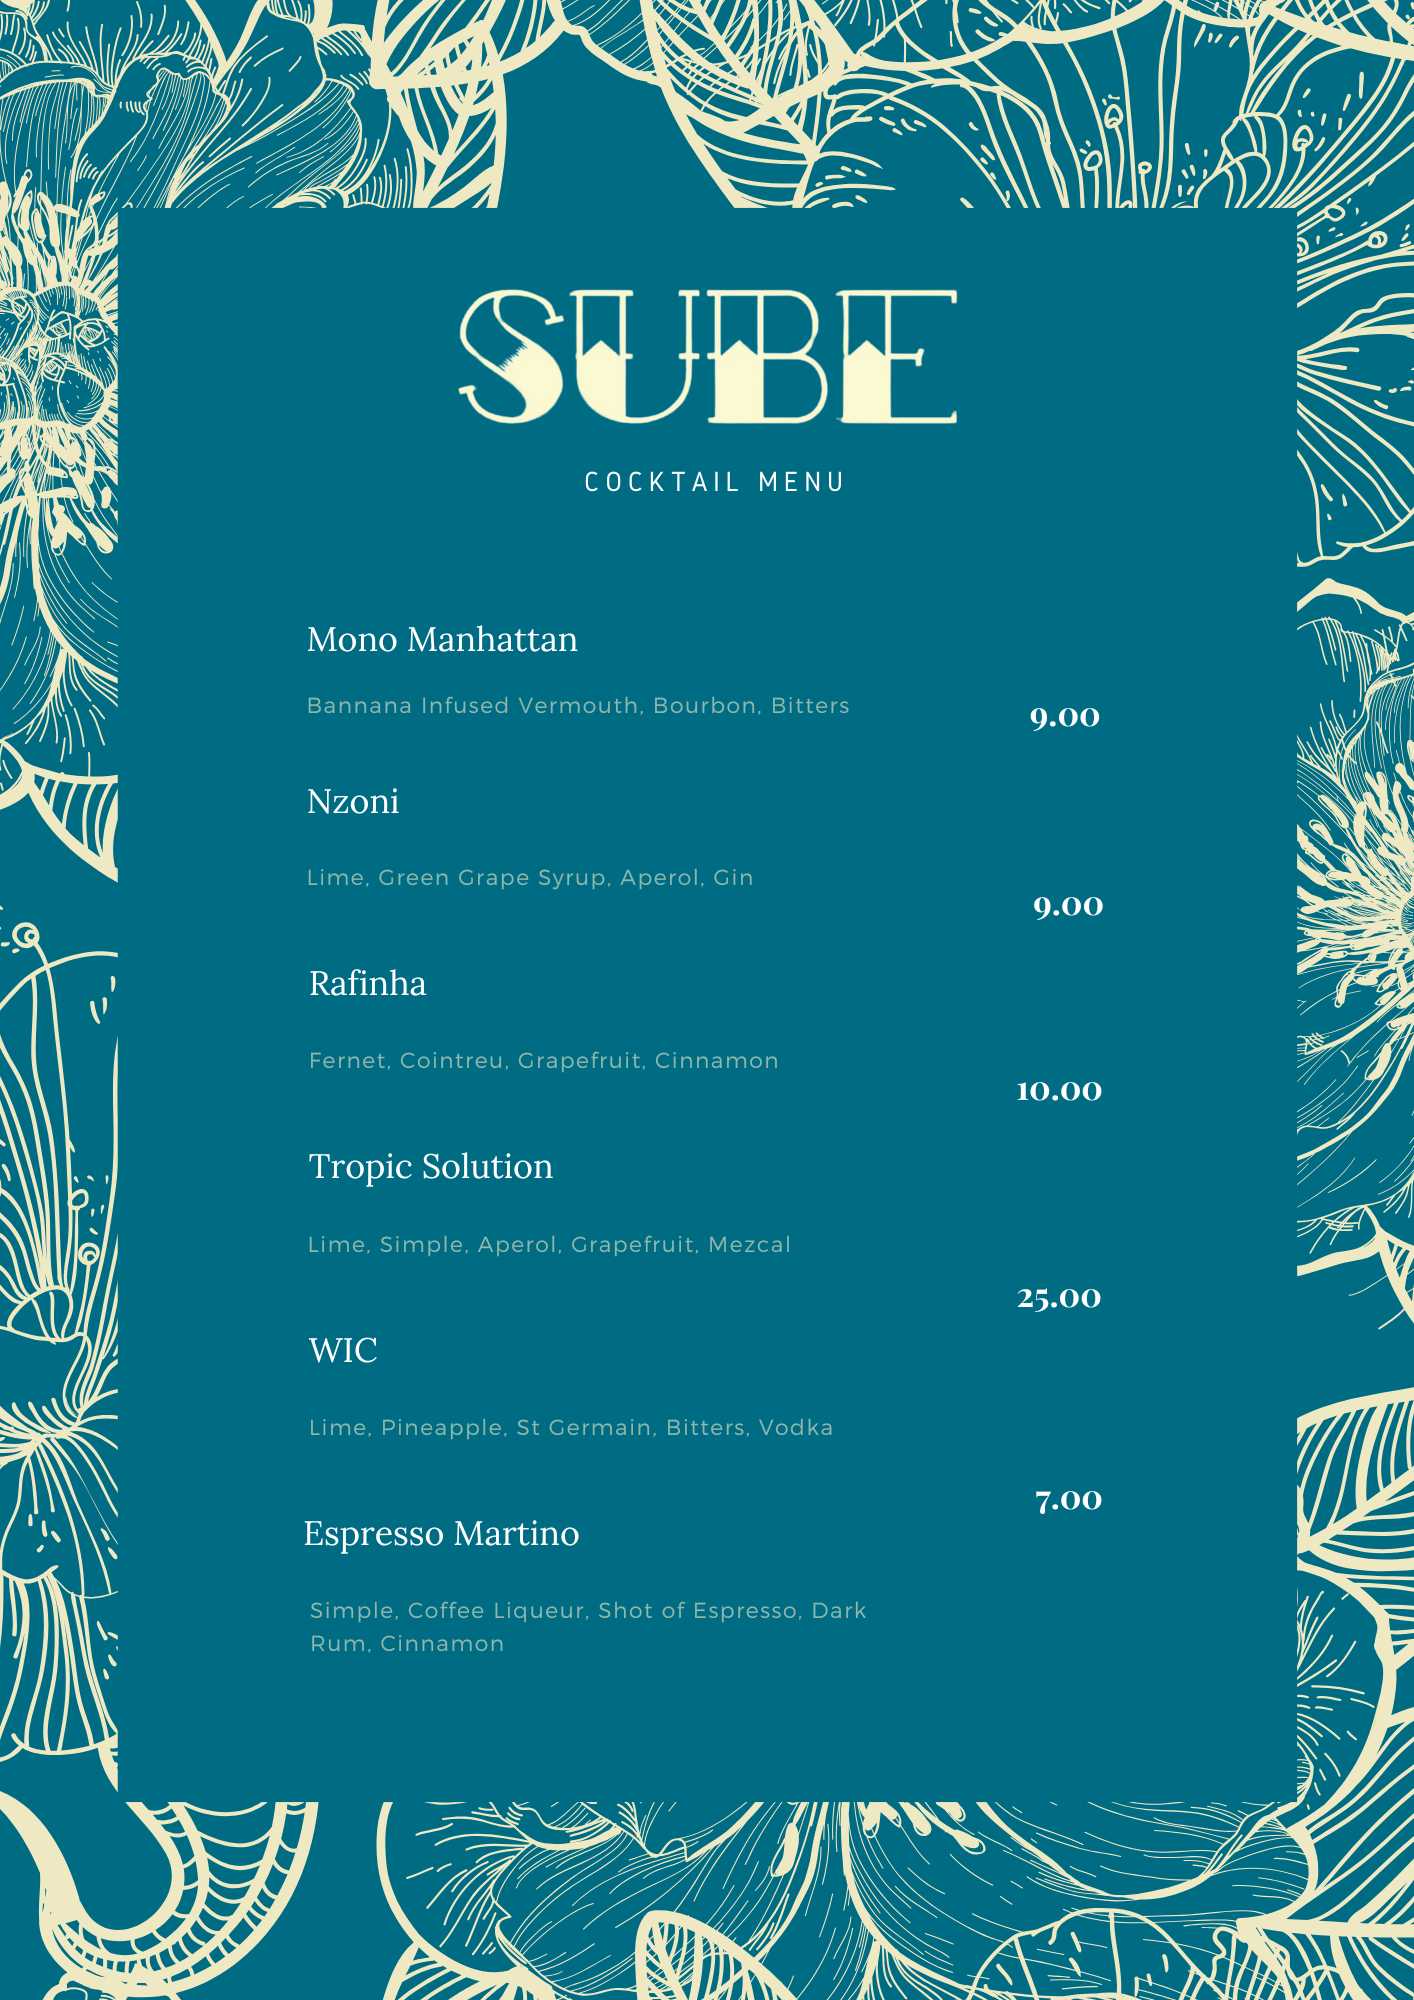 SUBE
COCKTAIL MENU
Mono Manhattan
Bannana Infused Vermouth, Bourbon, Bitters
9.00
Nzoni
Lime, Green Grape Syrup, Aperol, Gin
9.00
Rafinha
Fernet, Cointreu, Grapefruit, Cinnamon
10.00
Tropic Solution
Lime, Simple, Aperol, Grapefruit, Mezcal
25.00
WIC
Lime, Pineapple, St Germain, Bitters, Vodka
7.00
Espresso Martino
Simple, Coffee Liqueur, Shot of Espresso, Dark
Rum, Cinnamon